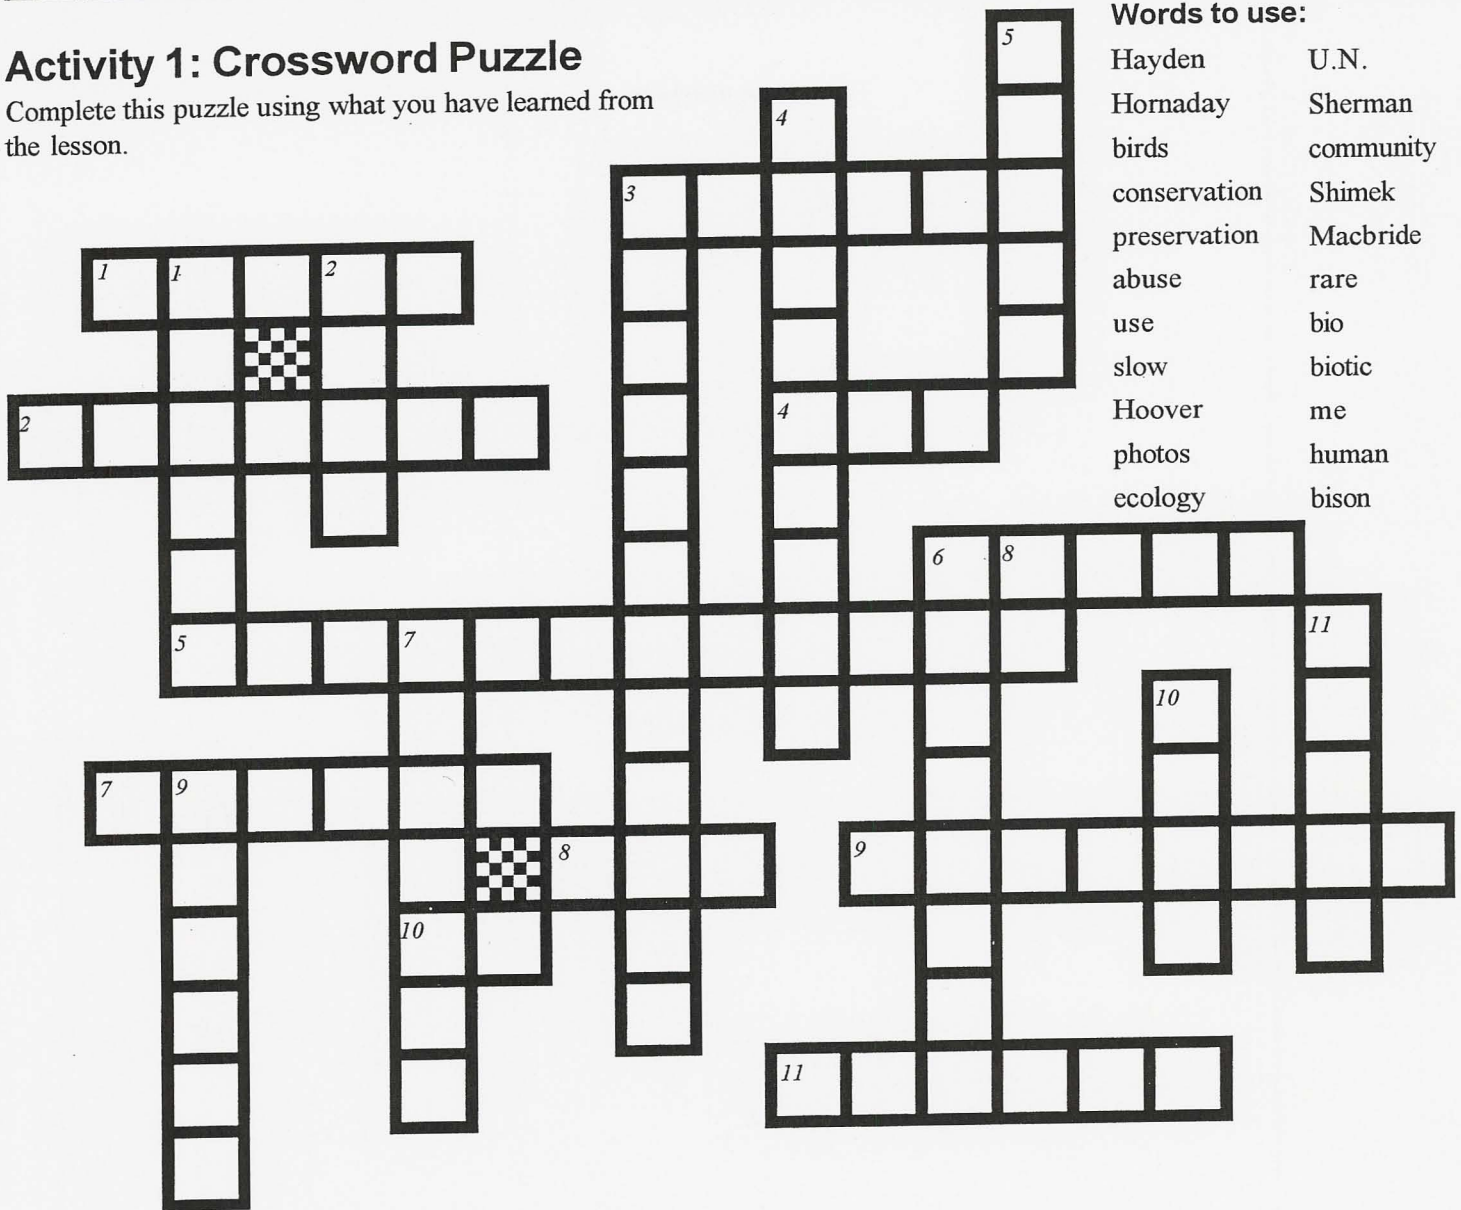 Activity 1: Crossword Puzzle
Complete this puzzle using what you have learned from
the lesson.
Words to use:
Hayden U.N.
Hornaday Sherman
birds community
conservation Shimek
preservation Macbride
abuse rare
use bio
slow biotic
Hoover me
photos human
ecology bison
5
4
3
1 1 2
2
4
6 8
5 7
11
10
7 9
8
9
10
11